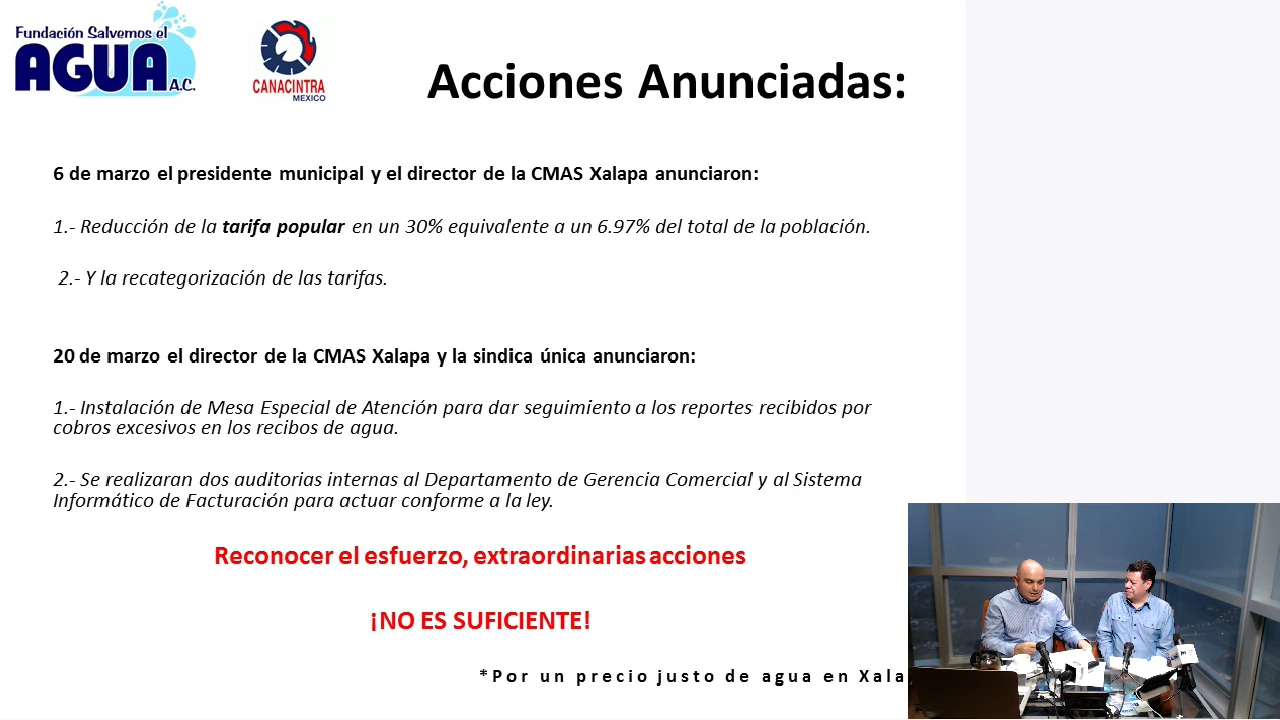 Fundación Salvemos el
AGUA A.C.
CANACINTRA
MEXICO
Acciones Anunciadas:
6 de marzo el presidente municipal y el director de la CMAS Xalapa anunciaron:
1.- Reducción de la tarifa popular en un 30% equivalente a un 6.97% del total de la población.
2.- Y la recategorización de las tarifas.
20 de marzo el director de la CMAS Xalapa y la sindica única anunciaron:
1.- Instalación de Mesa Especial de Atención para dar seguimiento a los reportes recibidos por
cobros excesivos en los recibos de agua.
2.- Se realizaran dos auditorias internas al Departamento de Gerencia Comercial y al Sistema
Informático de Facturación para actuar conforme a la ley.
Reconocer el esfuerzo, extraordinarias acciones
¡NO ES SUFICIENTE!
*Por un precio justo de agua en Xala